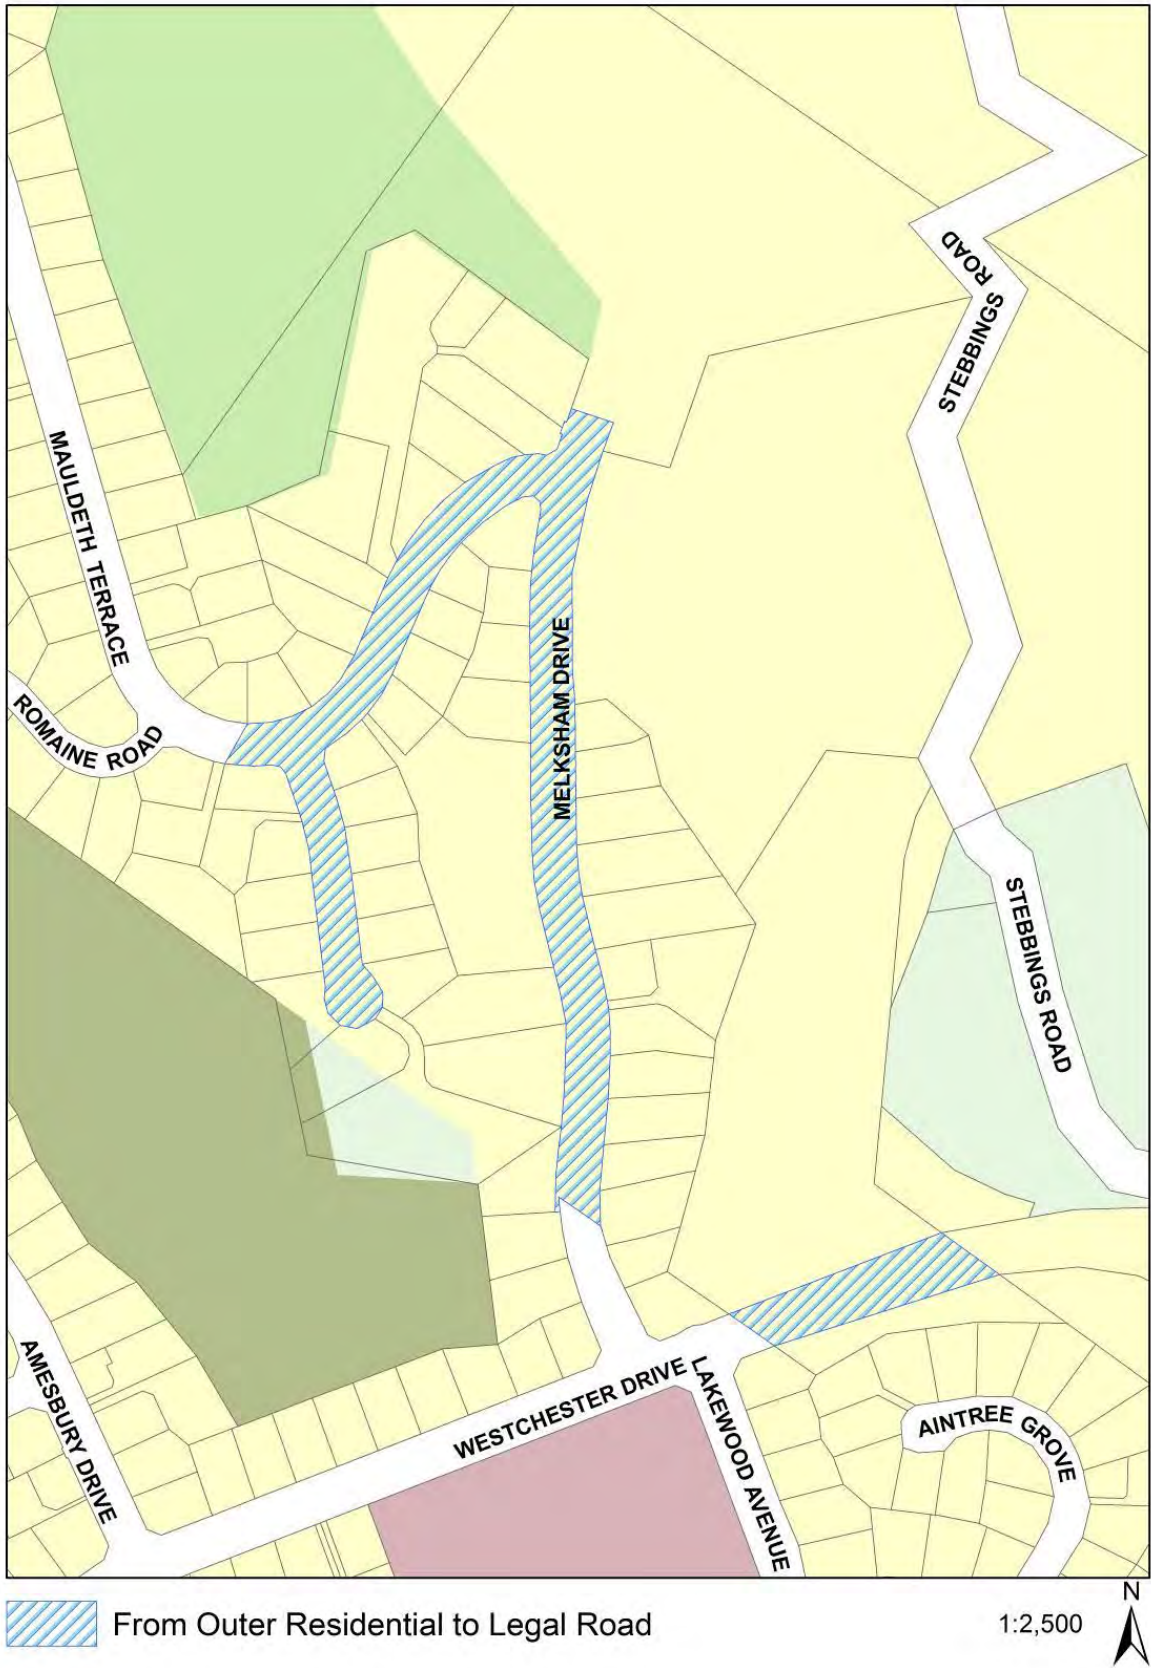 STEBBINGS ROAD
MAULDETH TERRACE
MELKSHAM DRIVE
ROMAINE ROAD
STEBBINGS ROAD
AMESBURY DRIVE
WESTCHESTER DRIVE
LAKEWOOD AVENUE
AINTREE GROVE
From Outer Residential to Legal Road
1:2,500
N